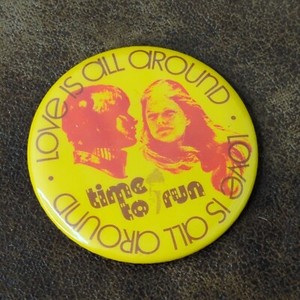 · LOVE IS ALL AROUND ·
LOVE IS ALL AROUND
time
to run